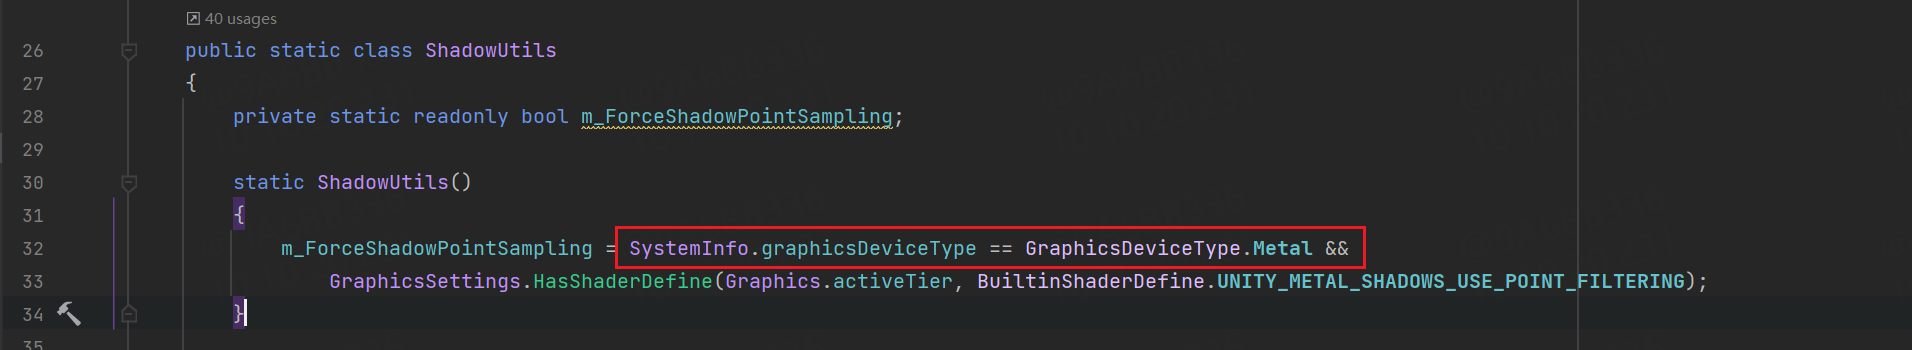 40 usages
26 public static class ShadowUtils
27 {
28 private static readonly bool m_ForceShadowPointSampling;
29
30 static ShadowUtils()
31 {
32 m_ForceShadowPointSampling = SystemInfo.graphicsDeviceType == GraphicsDeviceType.Metal &&
33 GraphicsSettings.HasShaderDefine(Graphics.activeTier, BuiltinShaderDefine.UNITY_METAL_SHADOWS_USE_POINT_FILTERING);
34 }
35